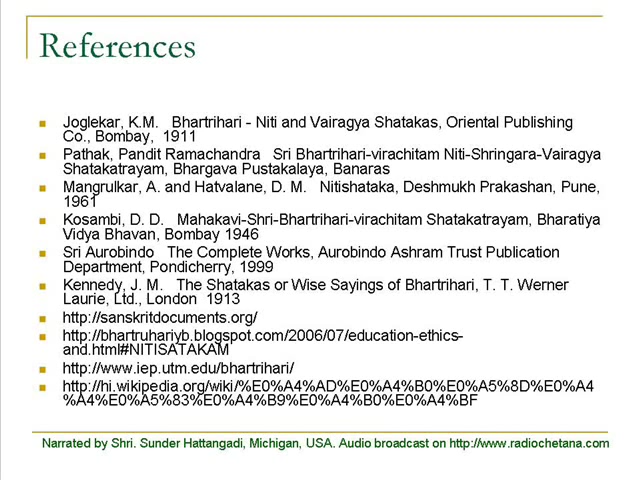 References
Joglekar, K.M.   Bhartrihari - Niti and Vairagya Shatakas, Oriental Publishing
Co., Bombay,  1911
Pathak, Pandit Ramachandra   Sri Bhartrihari-virachitam Niti-Shringara-Vairagya
Shatakatrayam, Bhargava Pustakalaya, Banaras
Mangrulkar, A. and Hatvalane, D. M.   Nitishataka, Deshmukh Prakashan, Pune,
1961
Kosambi, D. D.   Mahakavi-Shri-Bhartrihari-virachitam Shatakatrayam, Bharatiya
Vidya Bhavan, Bombay 1946
Sri Aurobindo   The Complete Works, Aurobindo Ashram Trust Publication
Department, Pondicherry, 1999
Kennedy, J. M.   The Shatakas or Wise Sayings of Bhartrihari, T. T. Werner
Laurie, Ltd., London  1913
http://sanskritdocuments.org/
http://bhartruhariyb.blogspot.com/2006/07/education-ethics-
and.html#NITISATAKAM
http://www.iep.utm.edu/bhartrihari/
http://hi.wikipedia.org/wiki/%E0%A4%AD%E0%A4%B0%E0%A5%8D%E0%A4
%A4%E0%A5%83%E0%A4%B9%E0%A4%B0%E0%A4%BF
Narrated by Shri. Sunder Hattangadi, Michigan, USA. Audio broadcast on http://www.radiochetana.com